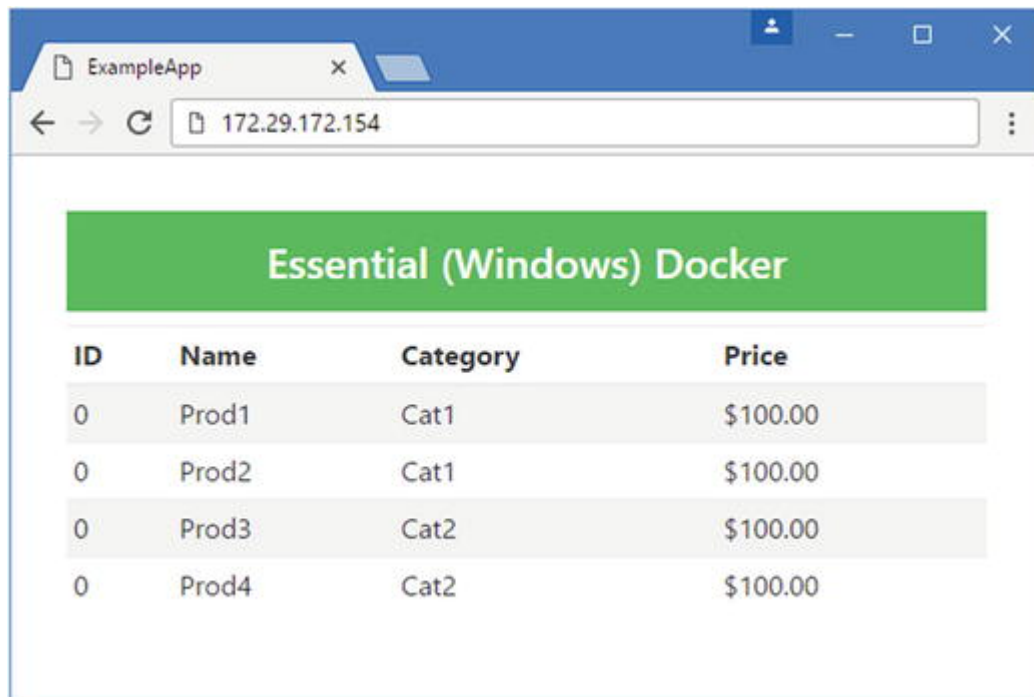 ExampleApp
172.29.172.154
Essential (Windows) Docker
ID Name Category Price
0 Prod1 Cat1 $100.00
0 Prod2 Cat1 $100.00
0 Prod3 Cat2 $100.00
0 Prod4 Cat2 $100.00